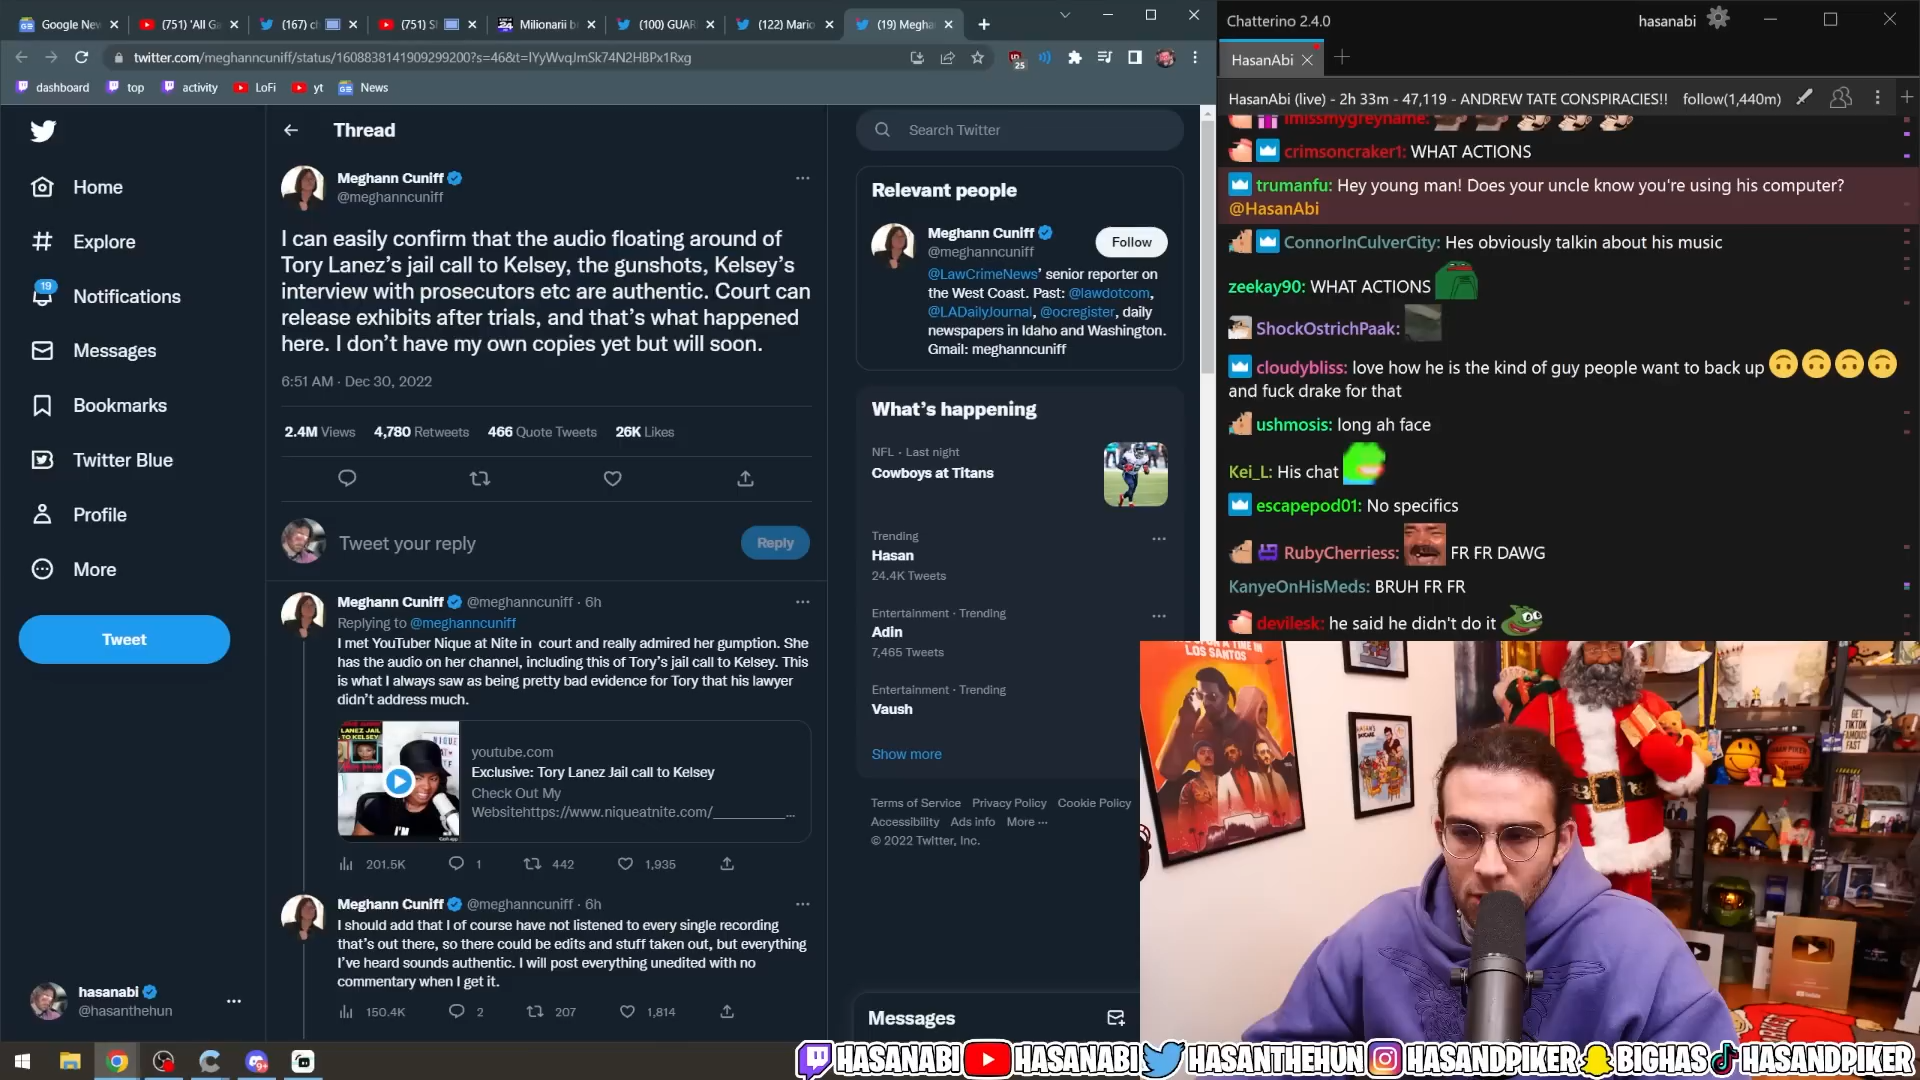 Google New
(751) 'All Ga
(167) ch
(751) S
Milionarii b
(100) GUAR
(122) Mario
(19) Megha
twitter.com/meghanncuniff/status/1608838141909299200?s=46&t=IYyWvqJmSk74N2HBPx1Rxg
25
dashboard
top
activity
LoFi
yt
News
Home
Explore
19
Notifications
Messages
Bookmarks
Twitter Blue
Profile
More
Tweet
hasanabi
@hasanthehun
Thread
Meghann Cuniff
@meghanncuniff
I can easily confirm that the audio floating around of
Tory Lanez’s jail call to Kelsey, the gunshots, Kelsey’s
interview with prosecutors etc are authentic. Court can
release exhibits after trials, and that’s what happened
here. I don’t have my own copies yet but will soon.
6:51 AM · Dec 30, 2022
2.4M Views 4,780 Retweets 466 Quote Tweets 26K Likes
Tweet your reply
Reply
Meghann Cuniff @meghanncuniff · 6h
Replying to @meghanncuniff
I met YouTuber Nique at Nite in court and really admired her gumption. She
has the audio on her channel, including this of Tory’s jail call to Kelsey. This
is what I always saw as being pretty bad evidence for Tory that his lawyer
didn’t address much.
LANEZ JAIL
TO KELSEY
youtube.com
Exclusive: Tory Lanez Jail call to Kelsey
Check Out My
Websitehttps://www.niqueatnite.com/__________...
201.5K 1 442 1,935
Meghann Cuniff @meghanncuniff · 6h
I should add that I of course have not listened to every single recording
that’s out there, so there could be edits and stuff taken out, but everything
I’ve heard sounds authentic. I will post everything unedited with no
commentary when I get it.
150.4K 2 207 1,814
Search Twitter
Relevant people
Meghann Cuniff
@meghanncuniff
Follow
@LawCrimeNews’ senior reporter on
the West Coast. Past: @lawdotcom,
@LADailyJournal, @ocregister, daily
newspapers in Idaho and Washington.
Gmail: meghanncuniff
What’s happening
NFL · Last night
Cowboys at Titans
Trending
Hasan
24.4K Tweets
Entertainment · Trending
Adin
7,465 Tweets
Entertainment · Trending
Vaush
Show more
Terms of Service Privacy Policy Cookie Policy
Accessibility Ads info More ···
© 2022 Twitter, Inc.
Messages
Chatterino 2.4.0
hasanabi
HasanAbi
HasanAbi (live) - 2h 33m - 47,119 - ANDREW TATE CONSPIRACIES!! follow(1,440m)
imissmygreyname:
crimsoncraker1: WHAT ACTIONS
trumanfu: Hey young man! Does your uncle know you're using his computer?
@HasanAbi
ConnorInCulverCity: Hes obviously talkin about his music
zeekay90: WHAT ACTIONS
ShockOstrichPaak:
cloudybliss: love how he is the kind of guy people want to back up
and fuck drake for that
ushmosis: long ah face
Kei_L: His chat
escapepod01: No specifics
RubyCherriess: FR FR DAWG
KanyeOnHisMeds: BRUH FR FR
devilesk: he said he didn't do it
LOS SANTOS
GET
TIKTOK
FAMOUS
FAST
HASANABI
HASANABI
HASANTHEHUN
HASANDPIKER
BIGHAS
HASANDPIKER